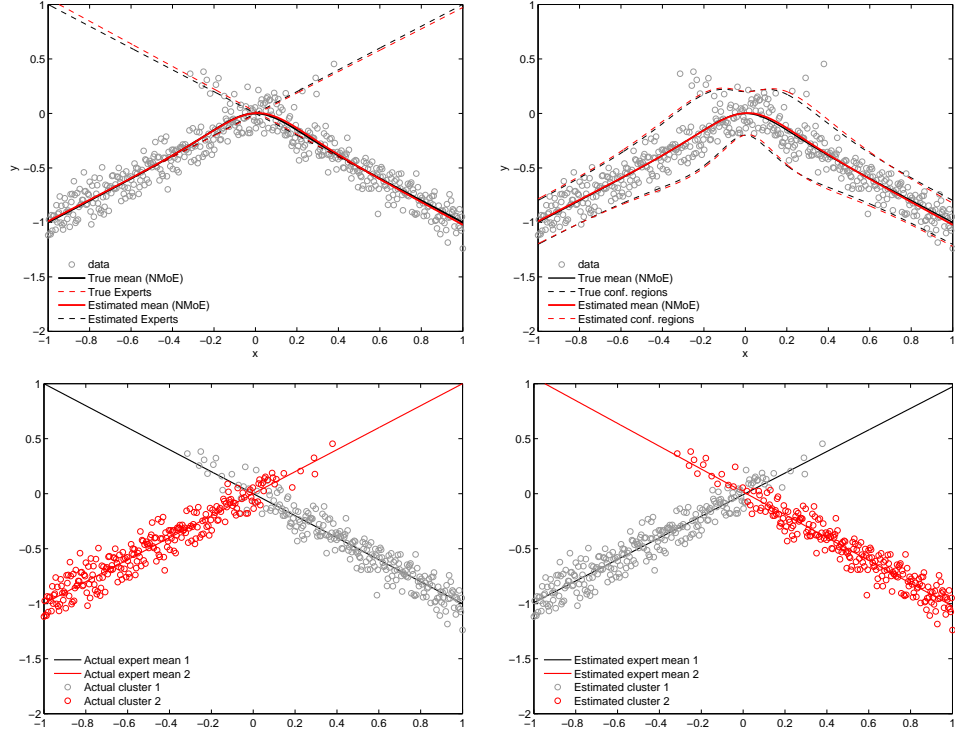 1
0.5
0
−0.5
−1
−1.5
−2
y
data
True mean (NMoE)
True Experts
Estimated mean (NMoE)
Estimated Experts
−1 −0.8 −0.6 −0.4 −0.2 0 0.2 0.4 0.6 0.8 1
x
1
0.5
0
−0.5
−1
−1.5
−2
y
data
True mean (NMoE)
True conf. regions
Estimated mean (NMoE)
Estimated conf. regions
−1 −0.8 −0.6 −0.4 −0.2 0 0.2 0.4 0.6 0.8 1
x
1
0.5
0
−0.5
−1
−1.5
−2
Actual expert mean 1
Actual expert mean 2
Actual cluster 1
Actual cluster 2
−1 −0.8 −0.6 −0.4 −0.2 0 0.2 0.4 0.6 0.8 1
1
0.5
0
−0.5
−1
−1.5
−2
Estimated expert mean 1
Estimated expert mean 2
Estimated cluster 1
Estimated cluster 2
−1 −0.8 −0.6 −0.4 −0.2 0 0.2 0.4 0.6 0.8 1